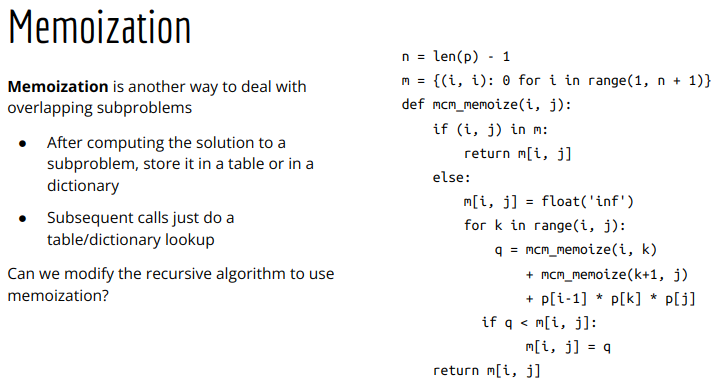 Memoization
Memoization is another way to deal with
overlapping subproblems
● After computing the solution to a
subproblem, store it in a table or in a
dictionary
● Subsequent calls just do a
table/dictionary lookup
Can we modify the recursive algorithm to use
memoization?
n = len(p) - 1
m = {(i, i): 0 for i in range(1, n + 1)}
def mcm_memoize(i, j):
    if (i, j) in m:
        return m[i, j]
    else:
        m[i, j] = float('inf')
        for k in range(i, j):
            q = mcm_memoize(i, k)
                + mcm_memoize(k+1, j)
                + p[i-1] * p[k] * p[j]
          if q < m[i, j]:
                m[i, j] = q
    return m[i, j]